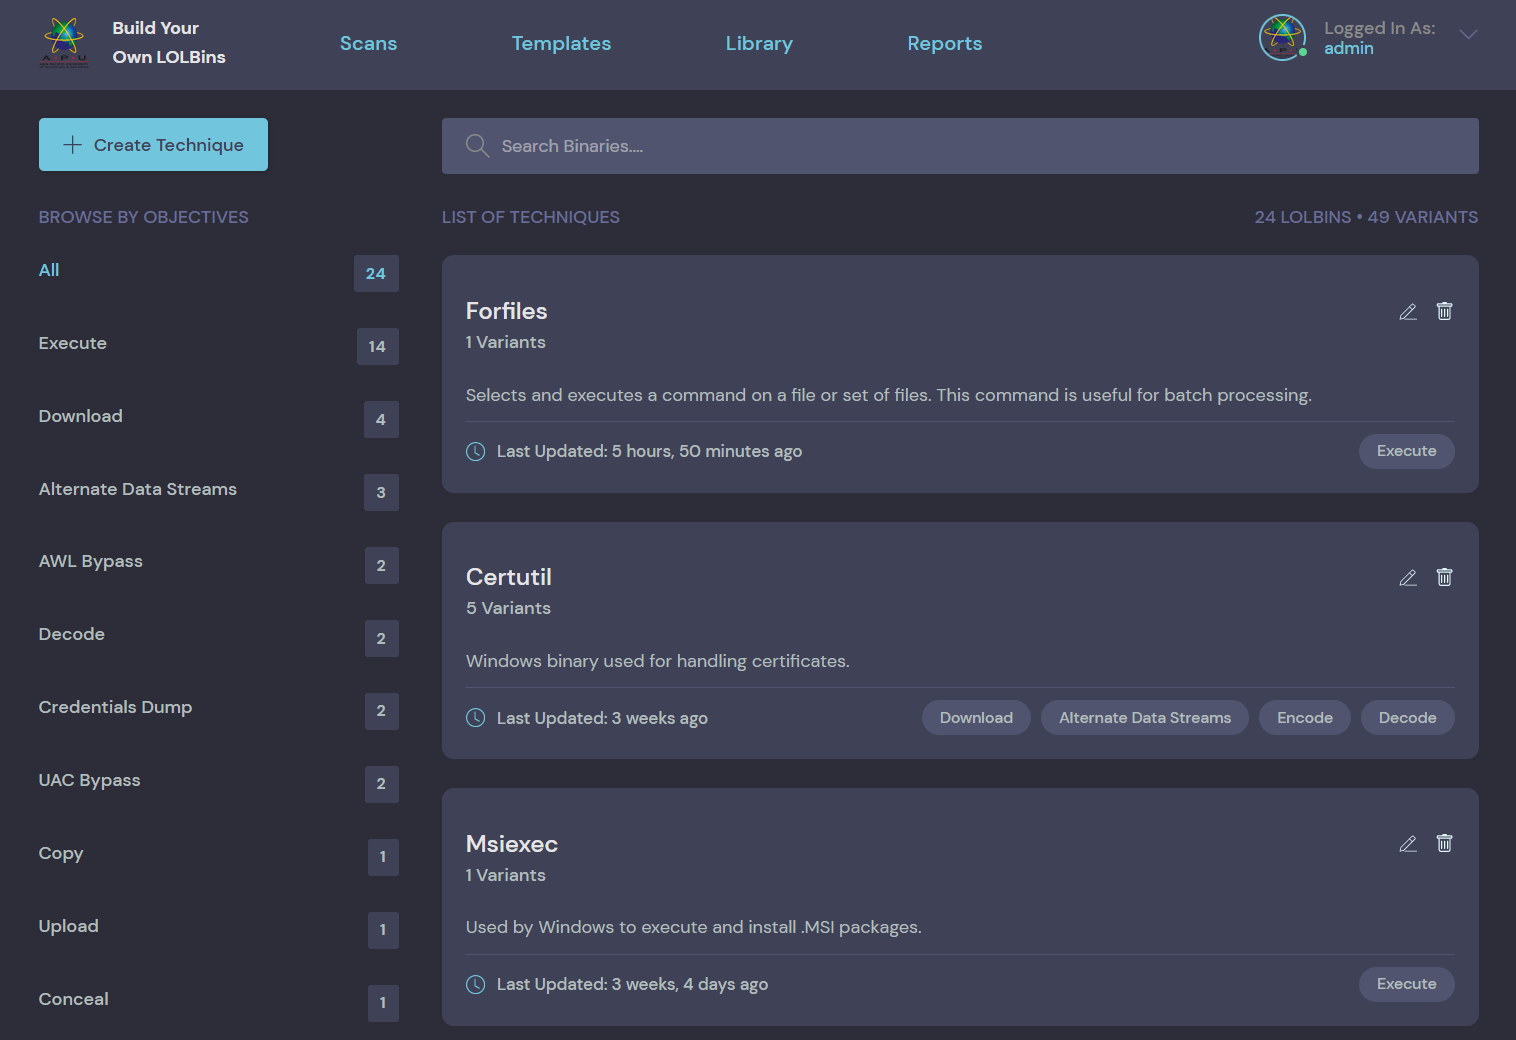 Build Your
Own LOLBins
Scans
Templates
Library
Reports
Logged In As:
admin
Create Technique
Search Binaries....
BROWSE BY OBJECTIVES
LIST OF TECHNIQUES
24 LOLBINS • 49 VARIANTS
All
24
Execute
14
Download
4
Alternate Data Streams
3
AWL Bypass
2
Decode
2
Credentials Dump
2
UAC Bypass
2
Copy
1
Upload
1
Conceal
1
Forfiles
1 Variants
Selects and executes a command on a file or set of files. This command is useful for batch processing.
Last Updated: 5 hours, 50 minutes ago
Execute
Certutil
5 Variants
Windows binary used for handling certificates.
Last Updated: 3 weeks ago
Download
Alternate Data Streams
Encode
Decode
Msiexec
1 Variants
Used by Windows to execute and install .MSI packages.
Last Updated: 3 weeks, 4 days ago
Execute